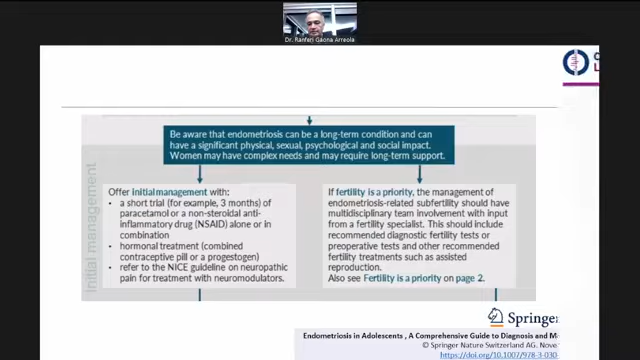 Dr. Ranferi Gaona Arreola
Be aware that endometriosis can be a long-term condition and can
have a significant physical, sexual, psychological and social impact.
Women may have complex needs and may require long-term support.
Initial management
Offer initial management with:
• a short trial (for example, 3 months) of
paracetamol or a non-steroidal anti-
inflammatory drug (NSAID) alone or in
combination
• hormonal treatment (combined
contraceptive pill or a progestogen)
• refer to the NICE guideline on neuropathic
pain for treatment with neuromodulators.
If fertility is a priority, the management of
endometriosis-related subfertility should have
multidisciplinary team involvement with input
from a fertility specialist. This should include
recommended diagnostic fertility tests or
preoperative tests and other recommended
fertility treatments such as assisted
reproduction.
Also see Fertility is a priority on page 2.
Springer
Endometriosis in Adolescents , A Comprehensive Guide to Diagnosis and M
© Springer Nature Switzerland AG. Nove
https://doi.org/10.1007/978-3-030